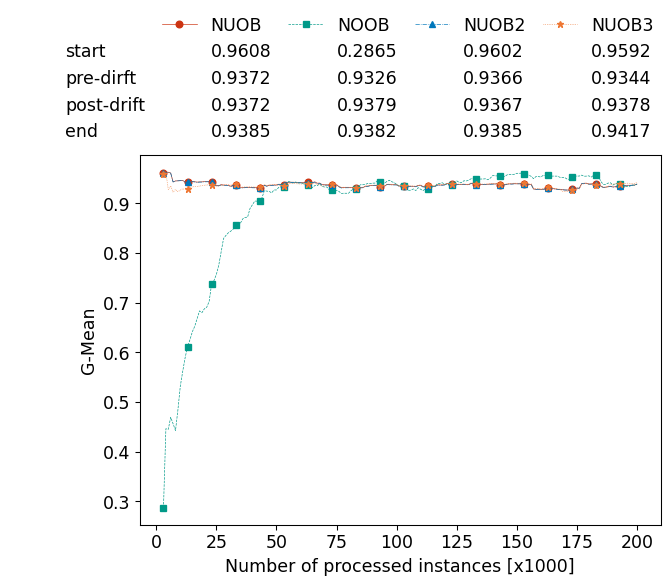 NUOB NOOB NUOB2 NUOB3
start 0.9608 0.2865 0.9602 0.9592
pre-dirft 0.9372 0.9326 0.9366 0.9344
post-drift 0.9372 0.9379 0.9367 0.9378
end 0.9385 0.9382 0.9385 0.9417
0.9
0.8
0.7
0.6
0.5
0.4
0.3
G-Mean
0 25 50 75 100 125 150 175 200
Number of processed instances [x1000]